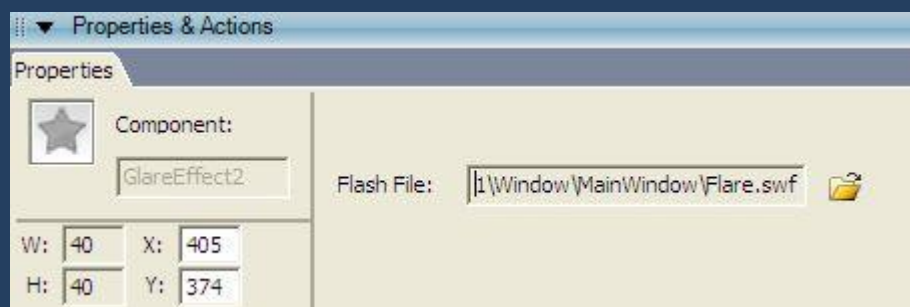 Properties & Actions
Properties
Component:
GlareEffect2
Flash File: 1\Window\MainWindow\Flare.swf
W: 40 X: 405
H: 40 Y: 374